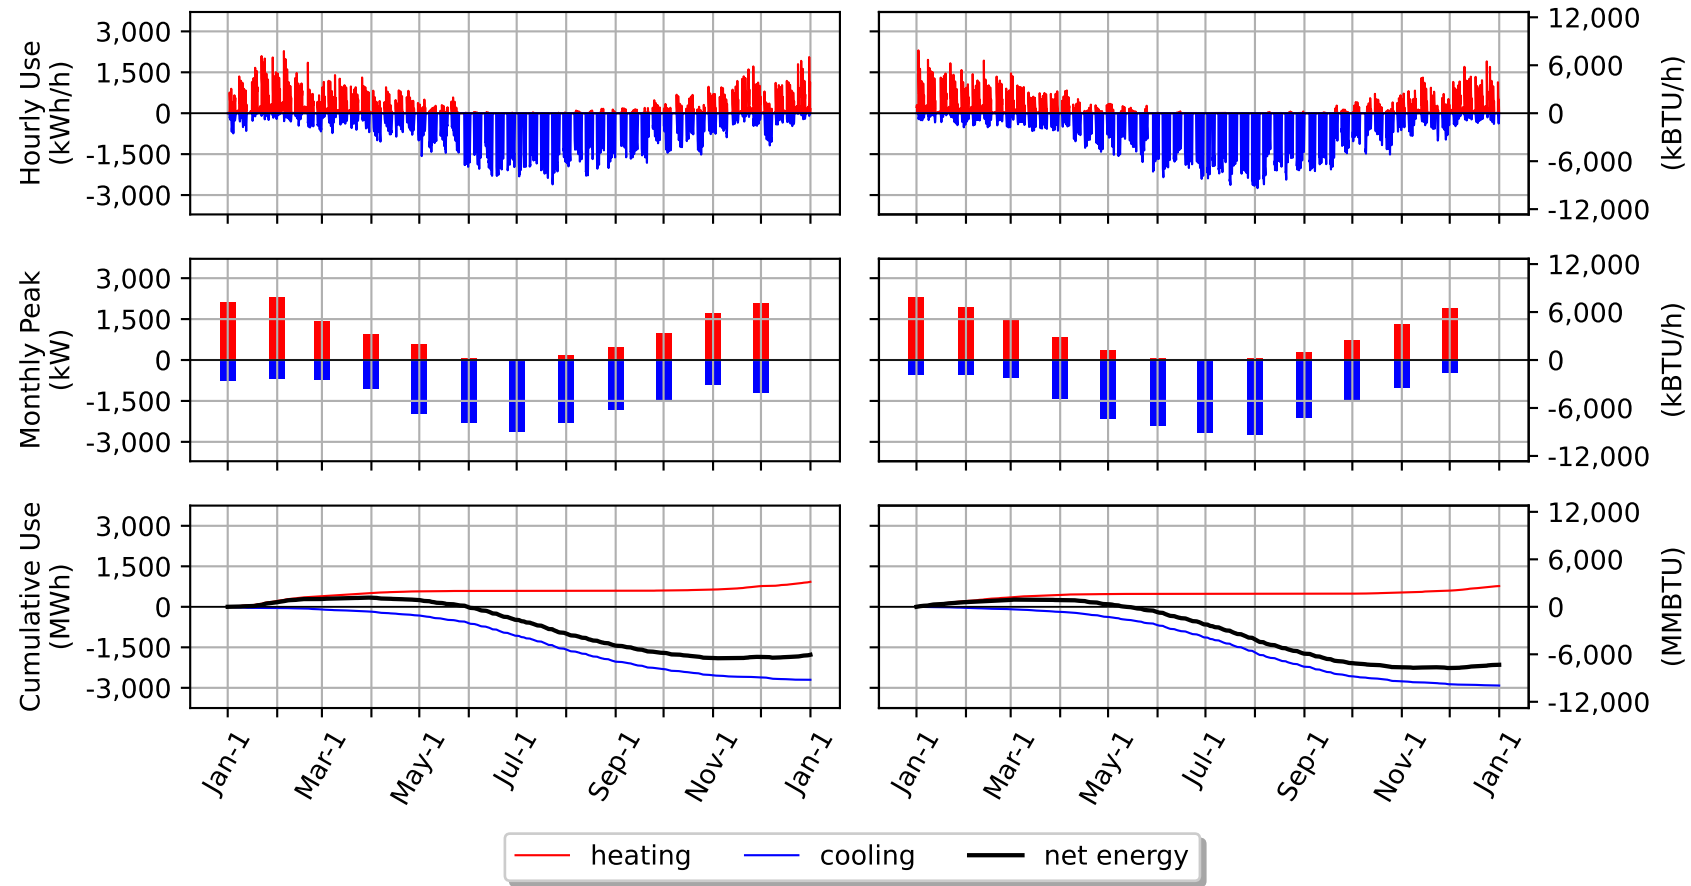 Hourly Use
(kWh/h)
3,000
1,500
0
-1,500
-3,000
12,000
6,000
0
-6,000
-12,000
(kBTU/h)
Monthly Peak
(kW)
3,000
1,500
0
-1,500
-3,000
12,000
6,000
0
-6,000
-12,000
(kBTU/h)
Cumulative Use
(MWh)
3,000
1,500
0
-1,500
-3,000
12,000
6,000
0
-6,000
-12,000
(MMBTU)
Jan-1 Mar-1 May-1 Jul-1 Sep-1 Nov-1 Jan-1
Jan-1 Mar-1 May-1 Jul-1 Sep-1 Nov-1 Jan-1
heating cooling net energy